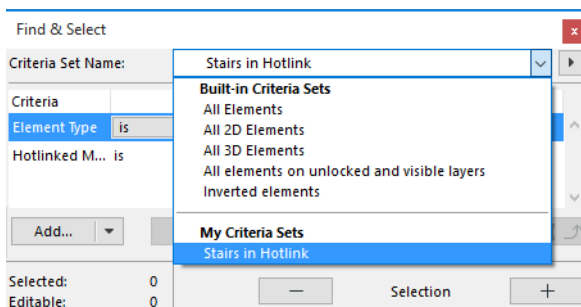 Find & Select
x
Criteria Set Name:
Stairs in Hotlink
Criteria
Element Type is
Hotlinked M... is
Built-in Criteria Sets
All Elements
All 2D Elements
All 3D Elements
All elements on unlocked and visible layers
Inverted elements
My Criteria Sets
Stairs in Hotlink
Add...
Selected: 0
Editable: 0
— Selection +